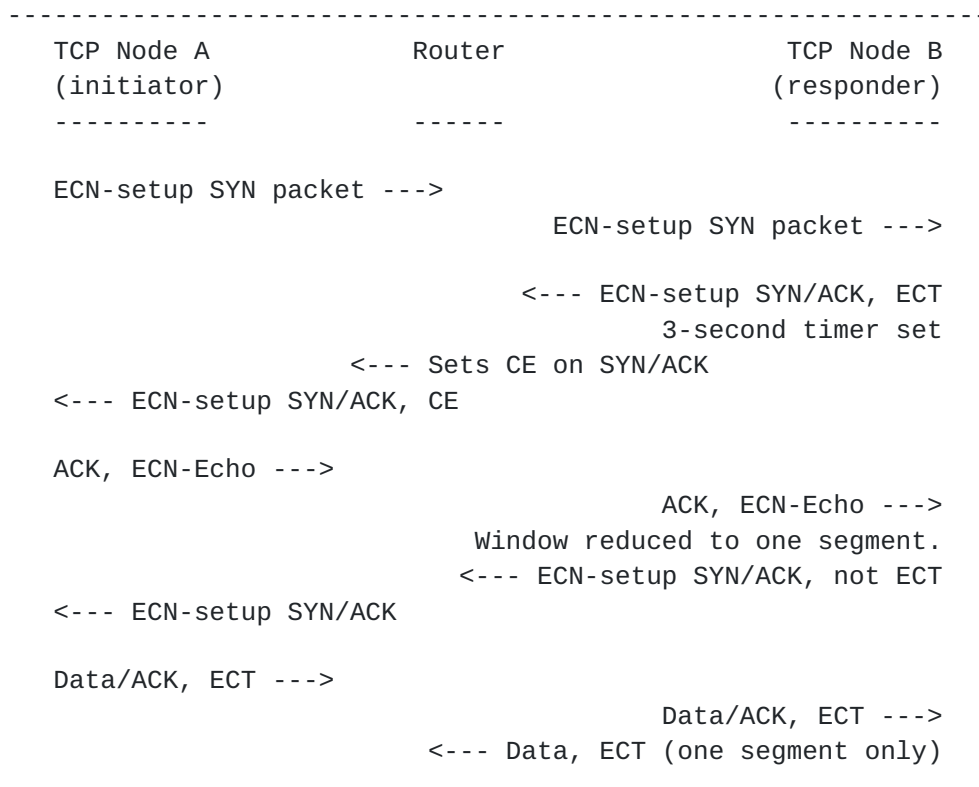 ---------------------------------------------------------------
TCP Node A             Router                  TCP Node B
(initiator)                                   (responder)
----------             ------                  ----------
ECN-setup SYN packet --->
ECN-setup SYN packet --->
<--- ECN-setup SYN/ACK, ECT
3-second timer set
<--- Sets CE on SYN/ACK
<--- ECN-setup SYN/ACK, CE
ACK, ECN-Echo --->
ACK, ECN-Echo --->
Window reduced to one segment.
<--- ECN-setup SYN/ACK, not ECT
<--- ECN-setup SYN/ACK
Data/ACK, ECT --->
Data/ACK, ECT --->
<--- Data, ECT (one segment only)